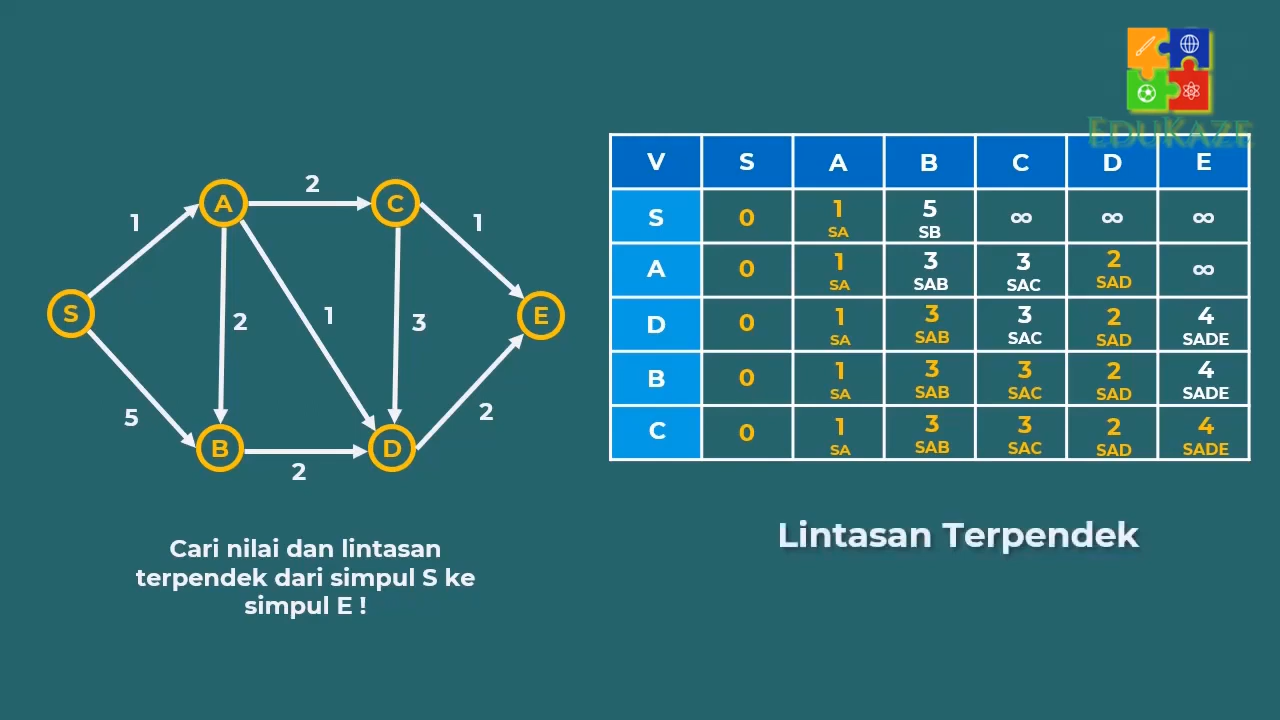 EduKaze
1
2
1
A
C
S
2
1
3
E
5
2
B
D
2
V S A B C D E
S 0 1 5 ∞ ∞ ∞
SA SB
A 0 1 3 3 2 ∞
SA SAB SAC SAD
D 0 1 3 3 2 4
SA SAB SAC SAD SADE
B 0 1 3 3 2 4
SA SAB SAC SAD SADE
C 0 1 3 3 2 4
SA SAB SAC SAD SADE
Cari nilai dan lintasan
terpendek dari simpul S ke
simpul E !
Lintasan Terpendek